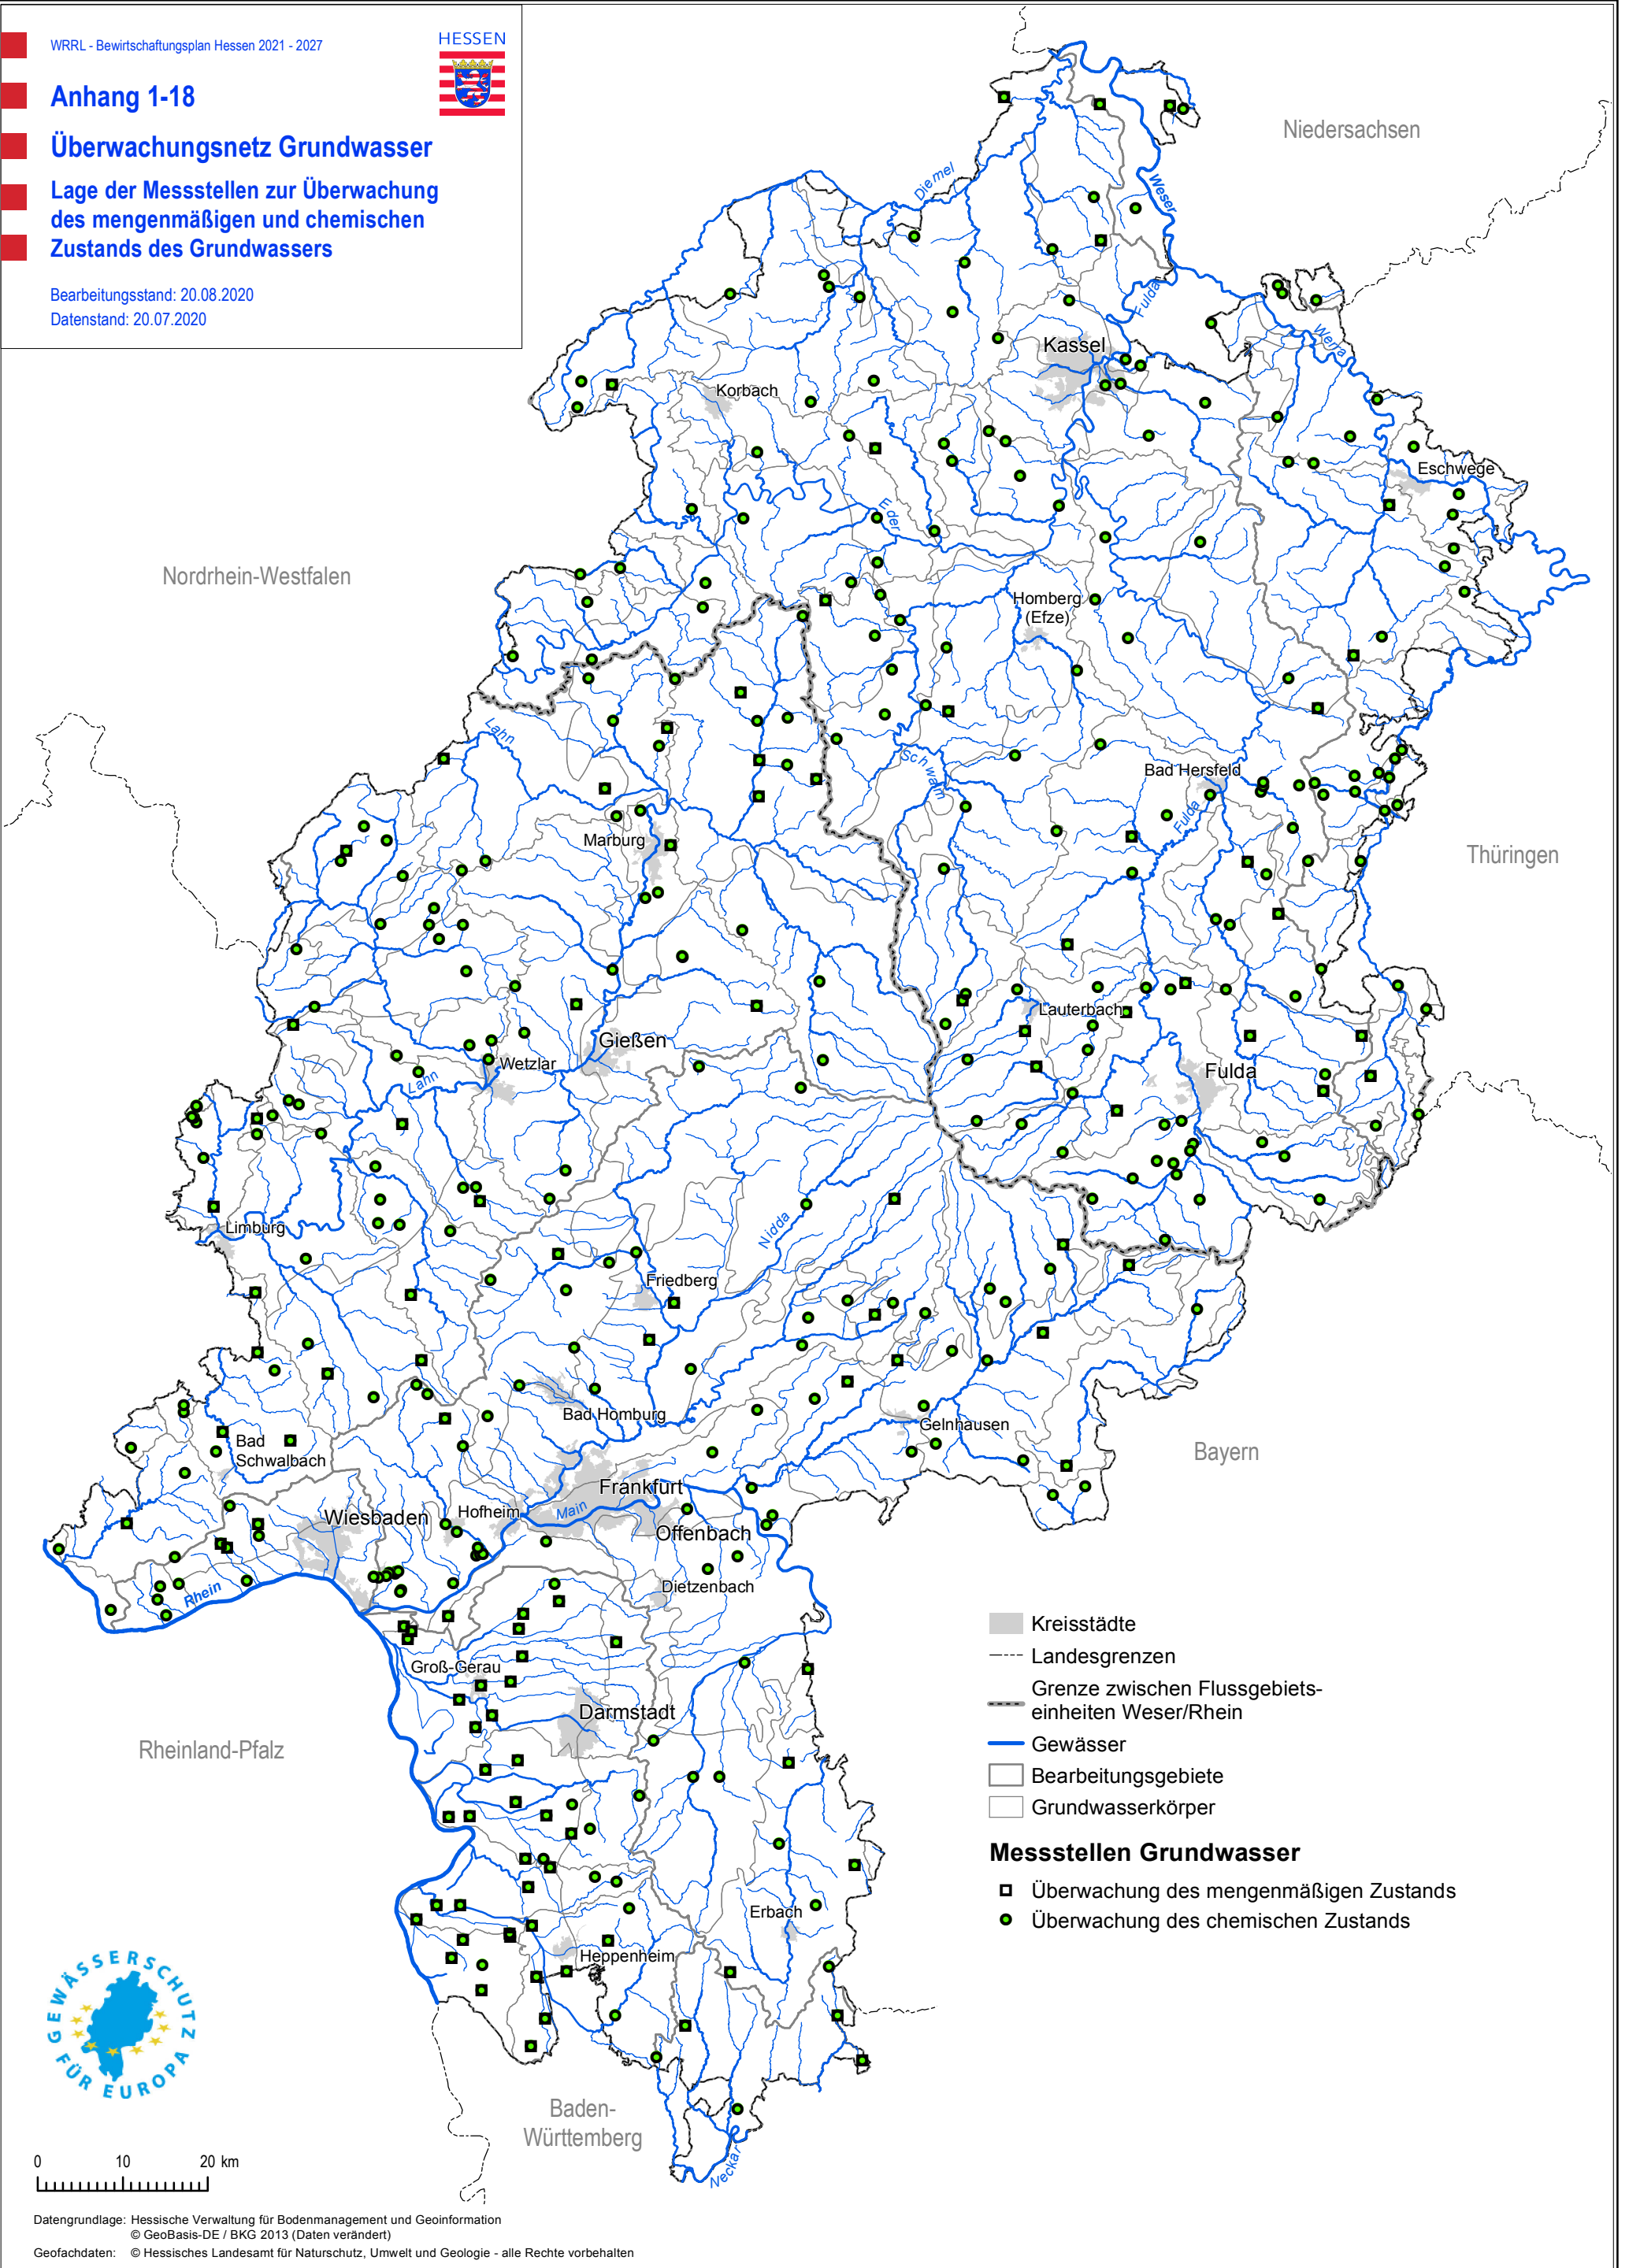 WRRL - Bewirtschaftungsplan Hessen 2021 - 2027
HESSEN
Anhang 1-18
Überwachungsnetz Grundwasser
Lage der Messstellen zur Überwachung
des mengenmäßigen und chemischen
Zustands des Grundwassers
Bearbeitungsstand: 20.08.2020
Datenstand: 20.07.2020
Niedersachsen
Diemel
Weser
Fulda
Werra
Kassel
Korbach
Eschwege
Eder
Nordrhein-Westfalen
Homberg
(Efze)
Lahn
Schwalm
Bad Hersfeld
Fulda
Marburg
Thüringen
Lauterbach
Gießen
Wetzlar
Fulda
Lahn
Nidda
Limburg
Friedberg
Bad Homburg
Gelnhausen
Bad
Schwalbach
Bayern
Frankfurt
Wiesbaden
Hofheim
Main
Offenbach
Dietzenbach
Rhein
Groß-Gerau
Darmstadt
Rheinland-Pfalz
Erbach
Heppenheim
Baden-
Württemberg
Neckar
Kreisstädte
Landesgrenzen
Grenze zwischen Flussgebiets-
einheiten Weser/Rhein
Gewässer
Bearbeitungsgebiete
Grundwasserkörper
Messstellen Grundwasser
Überwachung des mengenmäßigen Zustands
Überwachung des chemischen Zustands
GEWÄSSERSCHUTZ
FÜR EUROPA
0 10 20 km
Datengrundlage: Hessische Verwaltung für Bodenmanagement und Geoinformation
© GeoBasis-DE / BKG 2013 (Daten verändert)
Geofachdaten: © Hessisches Landesamt für Naturschutz, Umwelt und Geologie - alle Rechte vorbehalten